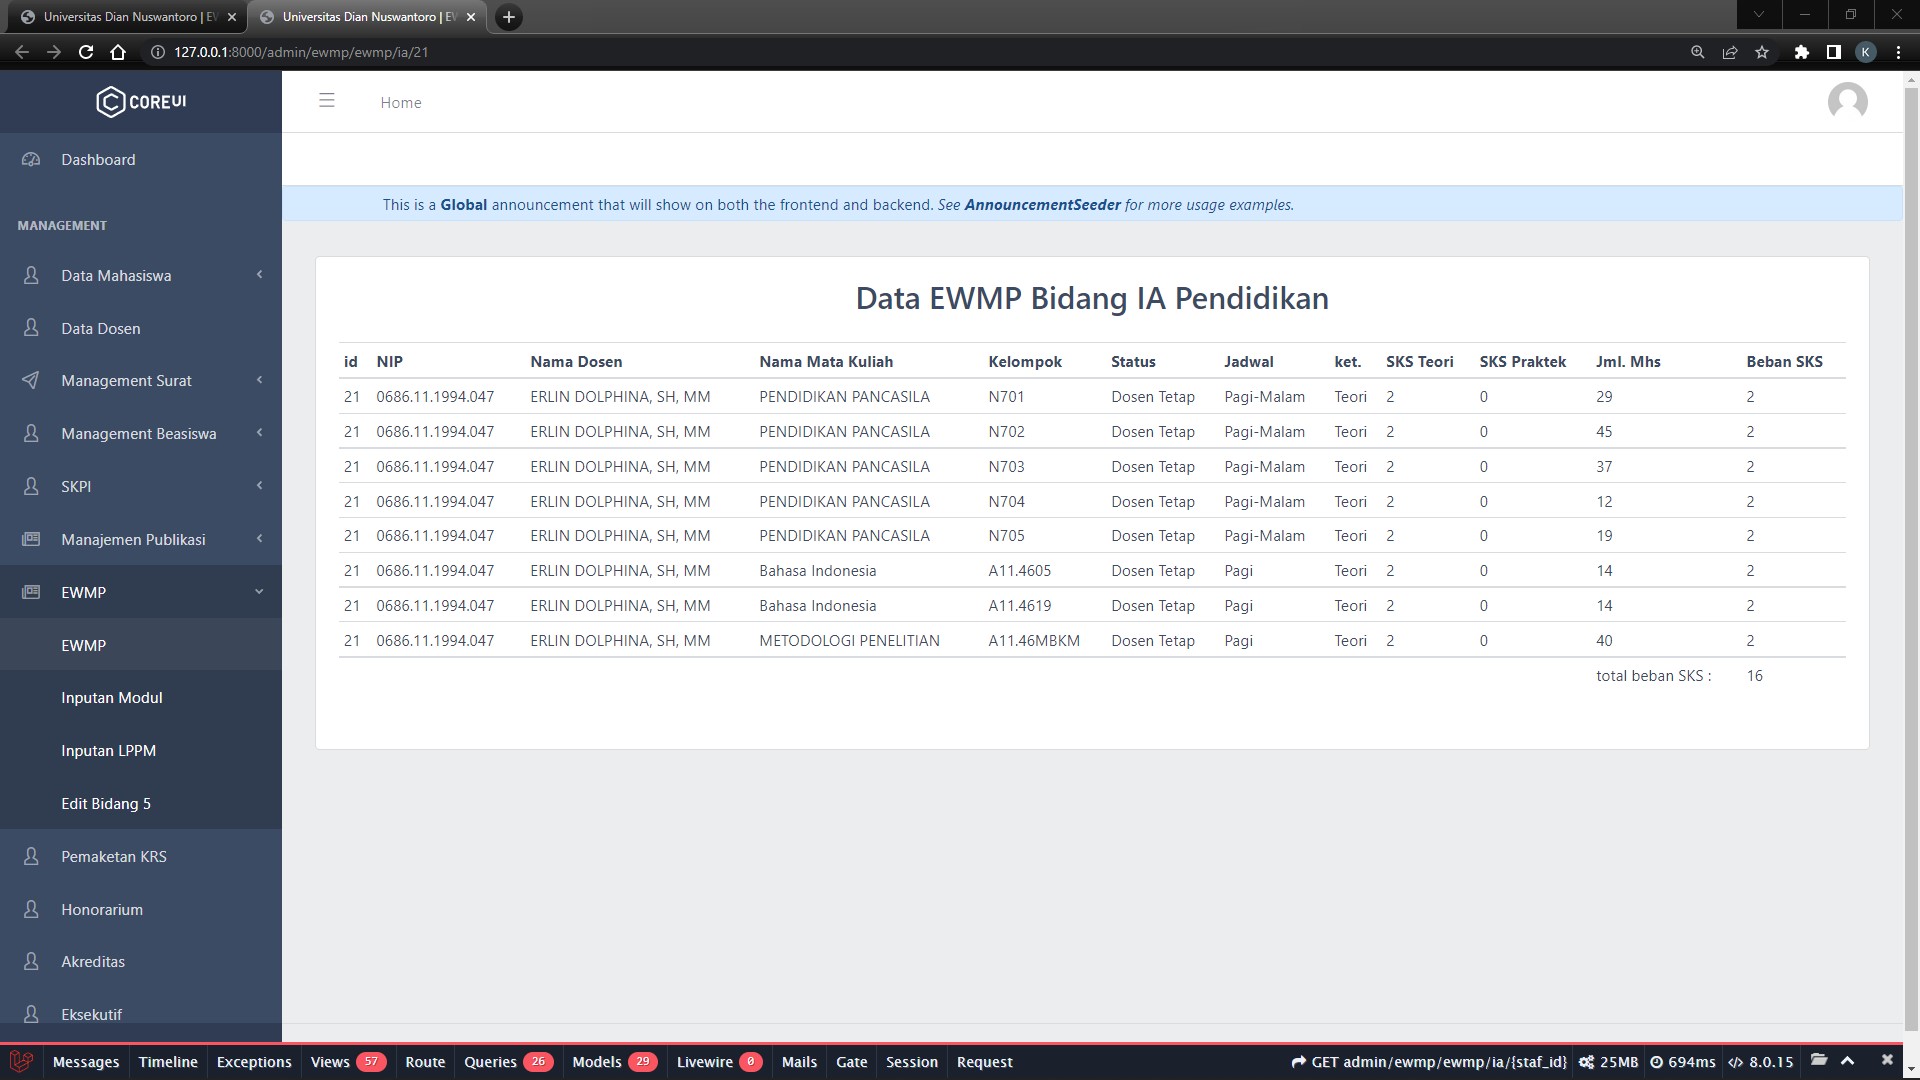 Universitas Dian Nuswantoro | EW
Universitas Dian Nuswantoro | EW
127.0.0.1:8000/admin/ewmp/ewmp/ia/21
K
COREUI
Home
Dashboard
This is a Global announcement that will show on both the frontend and backend. See AnnouncementSeeder for more usage examples.
MANAGEMENT
Data Mahasiswa
Data Dosen
Management Surat
Management Beasiswa
SKPI
Manajemen Publikasi
EWMP
EWMP
Inputan Modul
Inputan LPPM
Edit Bidang 5
Pemaketan KRS
Honorarium
Akreditas
Eksekutif
Data EWMP Bidang IA Pendidikan
id NIP Nama Dosen Nama Mata Kuliah Kelompok Status Jadwal ket. SKS Teori SKS Praktek Jml. Mhs Beban SKS
21 0686.11.1994.047 ERLIN DOLPHINA, SH, MM PENDIDIKAN PANCASILA N701 Dosen Tetap Pagi-Malam Teori 2 0 29 2
21 0686.11.1994.047 ERLIN DOLPHINA, SH, MM PENDIDIKAN PANCASILA N702 Dosen Tetap Pagi-Malam Teori 2 0 45 2
21 0686.11.1994.047 ERLIN DOLPHINA, SH, MM PENDIDIKAN PANCASILA N703 Dosen Tetap Pagi-Malam Teori 2 0 37 2
21 0686.11.1994.047 ERLIN DOLPHINA, SH, MM PENDIDIKAN PANCASILA N704 Dosen Tetap Pagi-Malam Teori 2 0 12 2
21 0686.11.1994.047 ERLIN DOLPHINA, SH, MM PENDIDIKAN PANCASILA N705 Dosen Tetap Pagi-Malam Teori 2 0 19 2
21 0686.11.1994.047 ERLIN DOLPHINA, SH, MM Bahasa Indonesia A11.4605 Dosen Tetap Pagi Teori 2 0 14 2
21 0686.11.1994.047 ERLIN DOLPHINA, SH, MM Bahasa Indonesia A11.4619 Dosen Tetap Pagi Teori 2 0 14 2
21 0686.11.1994.047 ERLIN DOLPHINA, SH, MM METODOLOGI PENELITIAN A11.46MBKM Dosen Tetap Pagi Teori 2 0 40 2
total beban SKS : 16
Messages Timeline Exceptions Views 57 Route Queries 26 Models 29 Livewire 0 Mails Gate Session Request GET admin/ewmp/ewmp/ia/{staf_id} 25MB 694ms 8.0.15